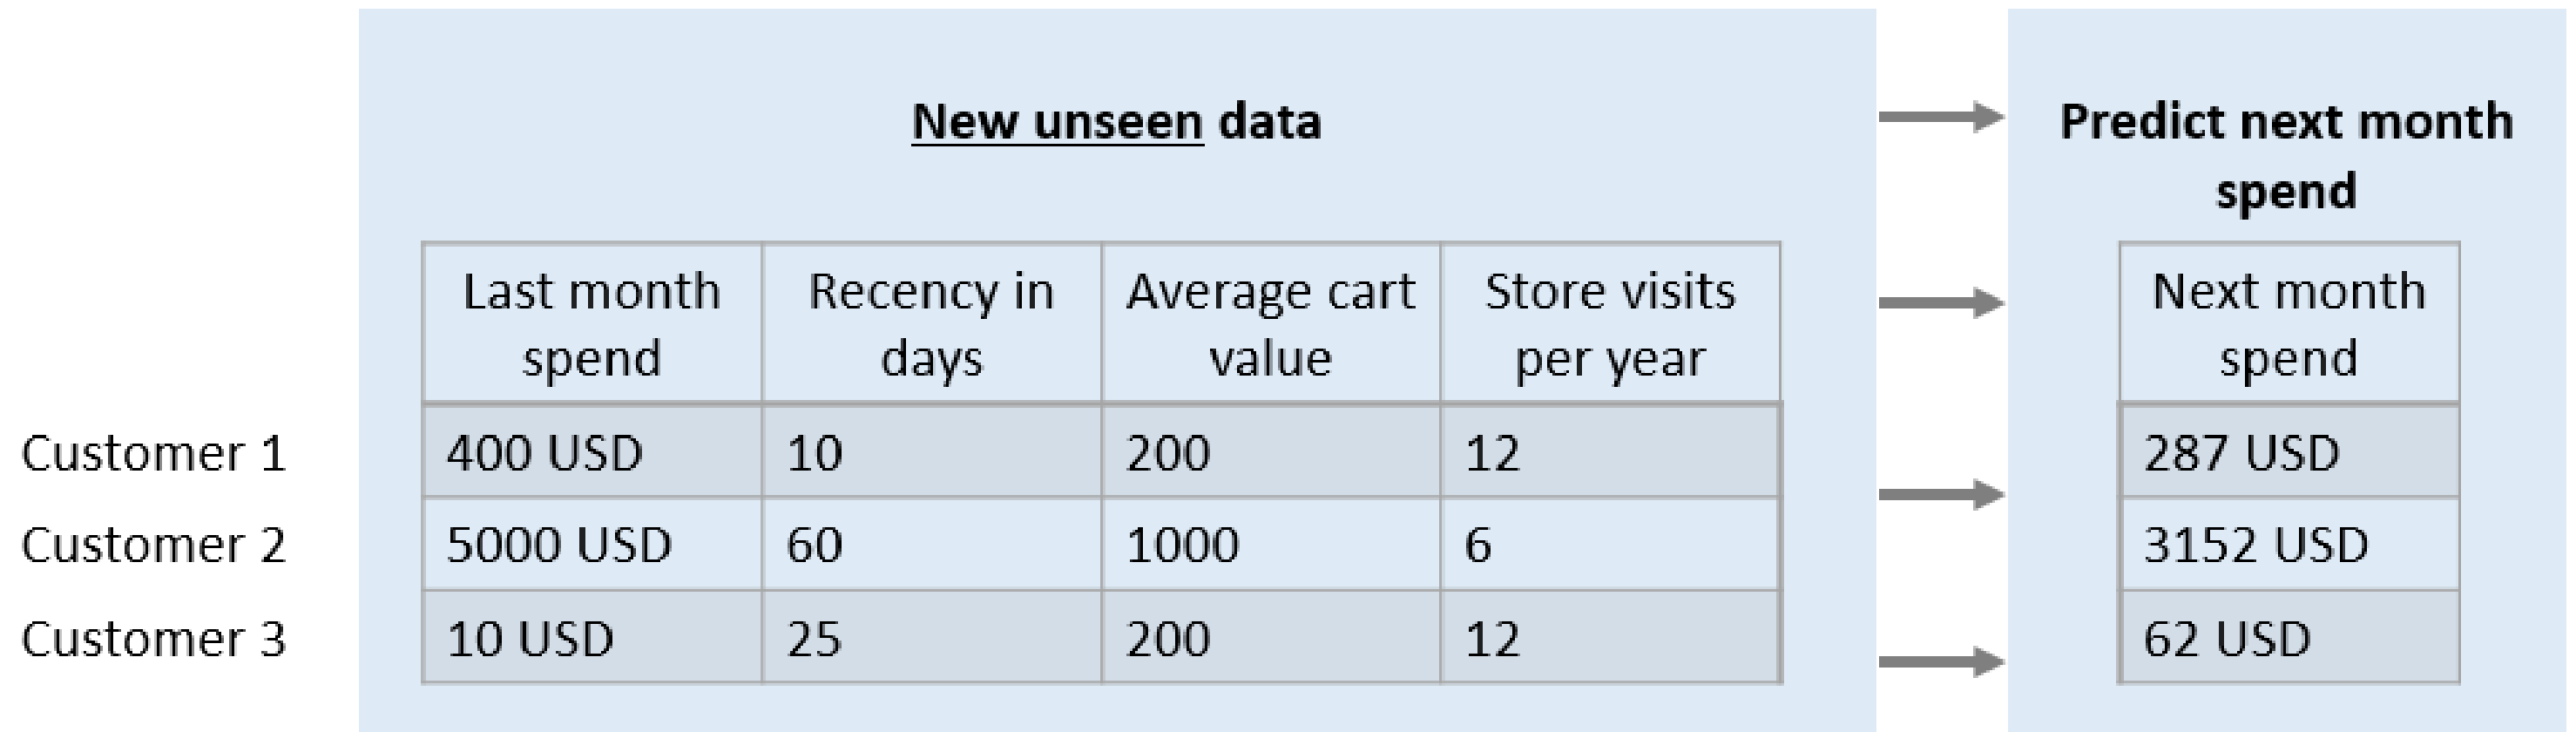 New unseen data
Predict next month
spend
Last month
spend
Recency in
days
Average cart
value
Store visits
per year
Next month
spend
Customer 1
400 USD
10
200
12
287 USD
Customer 2
5000 USD
60
1000
6
3152 USD
Customer 3
10 USD
25
200
12
62 USD